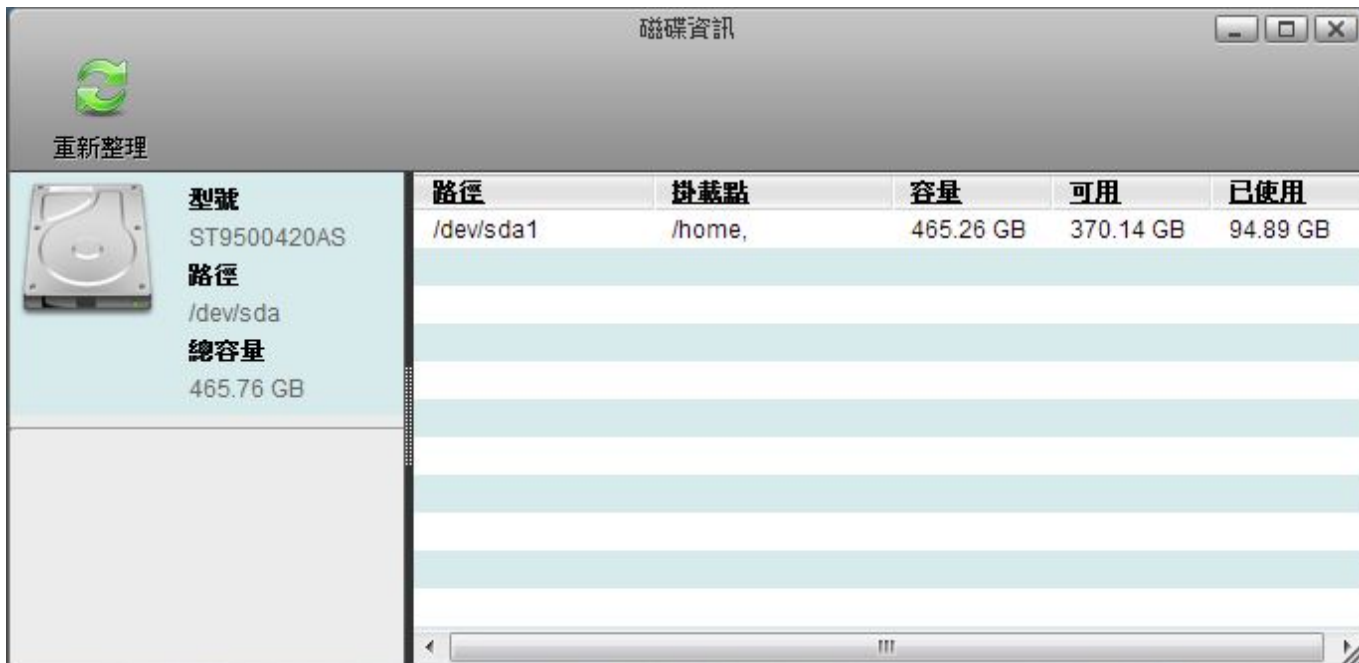 磁碟資訊
重新整理
型號
ST9500420AS
路徑
/dev/sda
總容量
465.76 GB
路徑 掛載點 容量 可用 已使用
/dev/sda1 /home, 465.26 GB 370.14 GB 94.89 GB